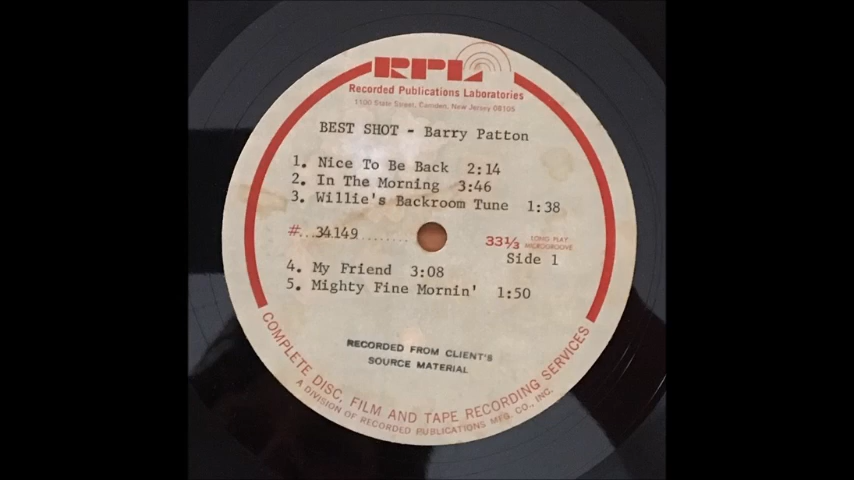 RPL
Recorded Publications Laboratories
1100 State Street, Camden, New Jersey 08105
BEST SHOT - Barry Patton
1. Nice To Be Back 2:14
2. In The Morning 3:46
3. Willie's Backroom Tune 1:38
#...34149........
33⅓ LONG PLAY MICROGROOVE
Side 1
4. My Friend 3:08
5. Mighty Fine Mornin' 1:50
RECORDED FROM CLIENT'S
SOURCE MATERIAL
COMPLETE DISC, FILM AND TAPE RECORDING SERVICES
A DIVISION OF RECORDED PUBLICATIONS MFG. CO., INC.